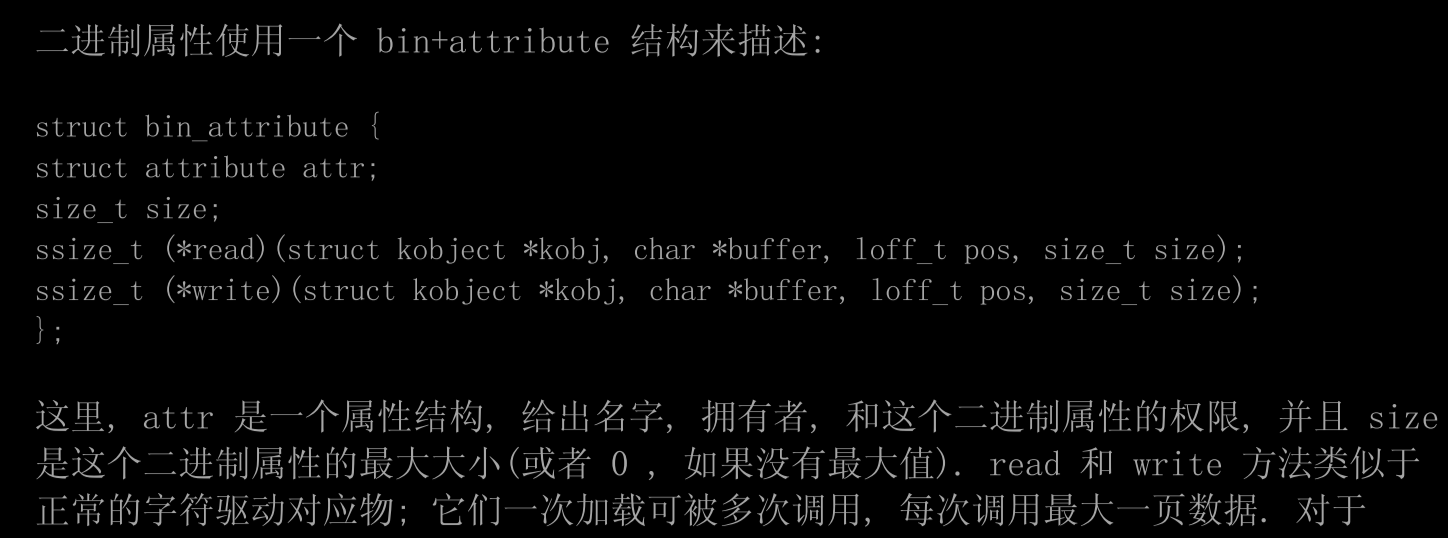 二进制属性使用一个 bin+attribute 结构来描述:
struct bin_attribute {
struct attribute attr;
size_t size;
ssize_t (*read)(struct kobject *kobj, char *buffer, loff_t pos, size_t size);
ssize_t (*write)(struct kobject *kobj, char *buffer, loff_t pos, size_t size);
};
这里, attr 是一个属性结构, 给出名字, 拥有者, 和这个二进制属性的权限, 并且 size
是这个二进制属性的最大大小(或者 0 , 如果没有最大值). read 和 write 方法类似于
正常的字符驱动对应物; 它们一次加载可被多次调用, 每次调用最大一页数据. 对于